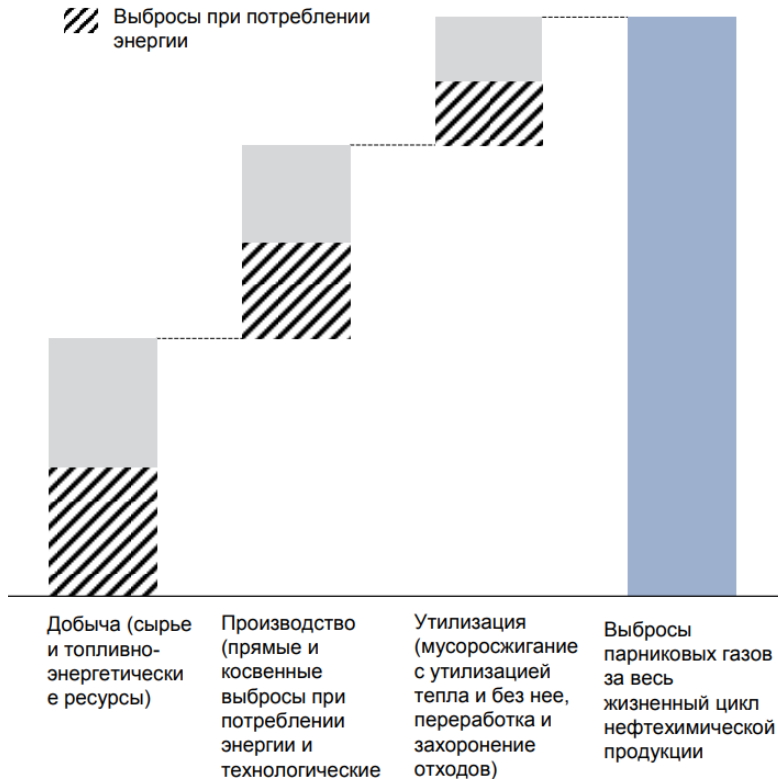 Выбросы при потреблении
энергии
Добыча (сырье
и топливно-
энергетически
е ресурсы)
Производство
(прямые и
косвенные
выбросы при
потреблении
энергии и
технологические
Утилизация
(мусоросжигание
с утилизацией
тепла и без нее,
переработка и
захоронение
отходов)
Выбросы
парниковых газов
за весь
жизненный цикл
нефтехимической
продукции